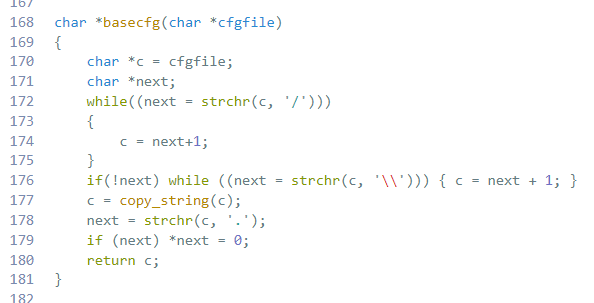 167
168 char *basecfg(char *cfgfile)
169 {
170     char *c = cfgfile;
171     char *next;
172     while((next = strchr(c, '/')))
173     {
174         c = next+1;
175     }
176     if(!next) while ((next = strchr(c, '\\'))) { c = next + 1; }
177     c = copy_string(c);
178     next = strchr(c, '.');
179     if (next) *next = 0;
180     return c;
181 }
182